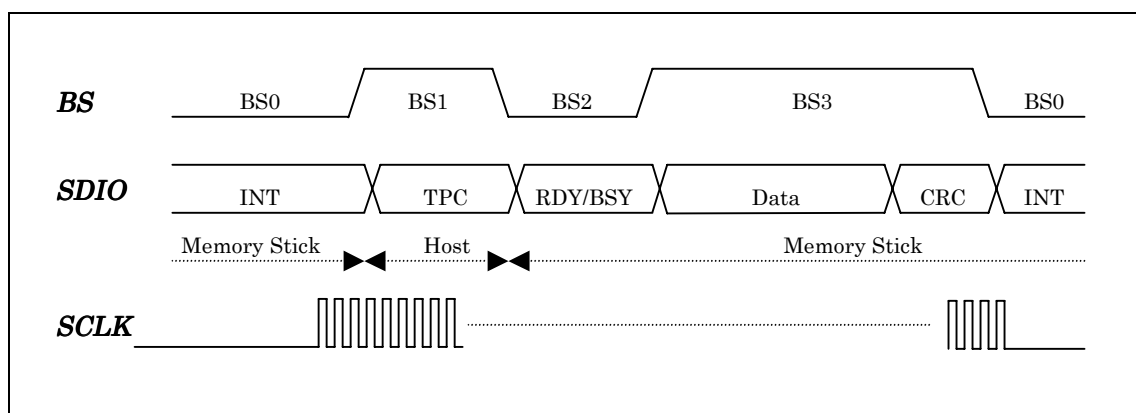 BS BS0 BS1 BS2 BS3 BS0
SDIO INT TPC RDY/BSY Data CRC INT
Memory Stick Host Memory Stick
SCLK